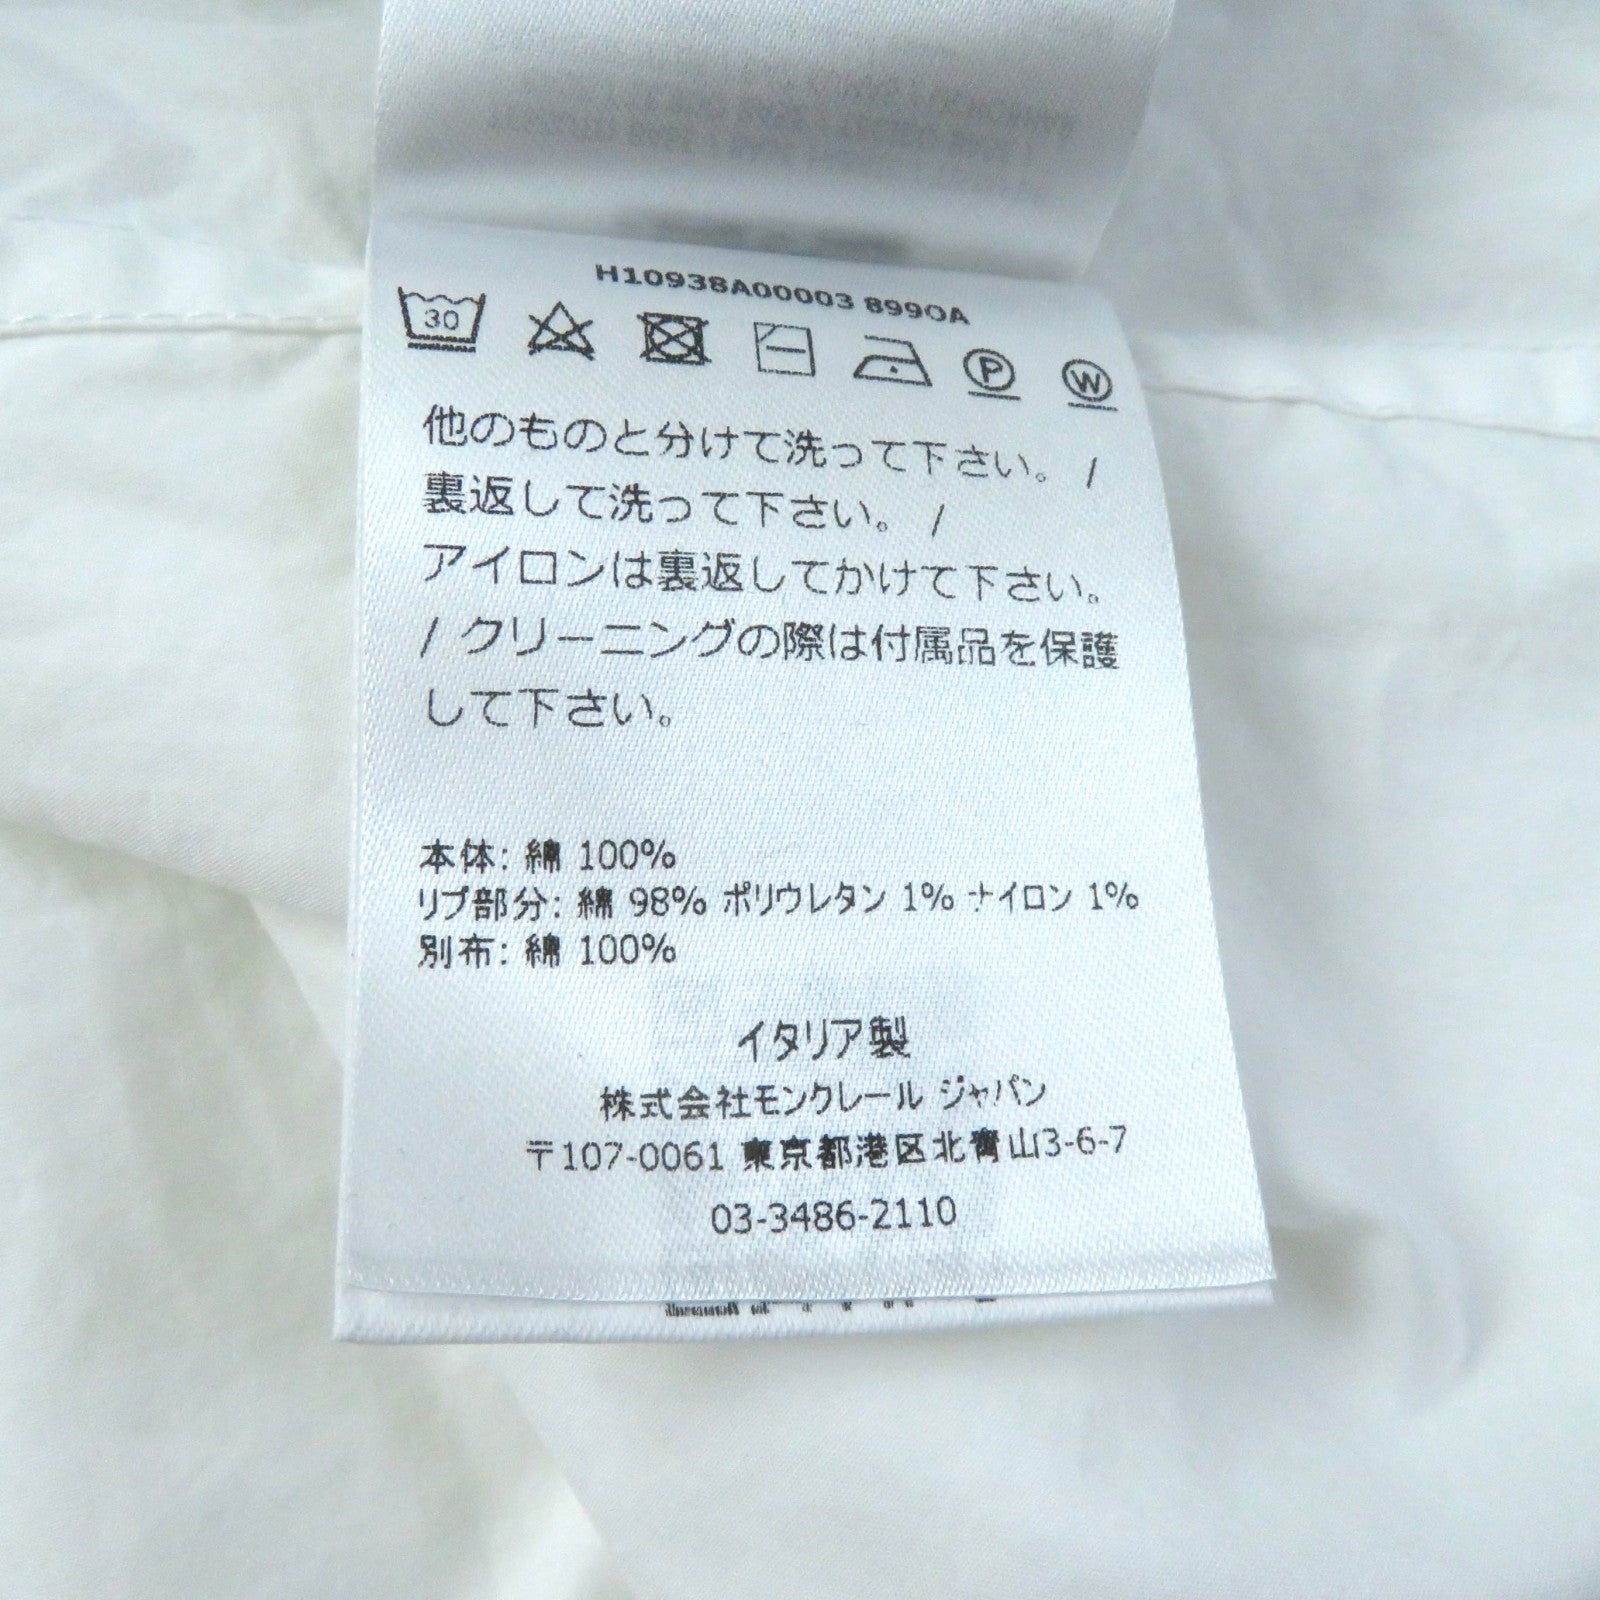 H10938A00003 899OA
30
P
W
他のものと分けて洗って下さい。 /
裏返して洗って下さい。 /
アイロンは裏返してかけて下さい。
/ クリーニングの際は付属品を保護
して下さい。
本体: 綿 100%
リブ部分: 綿 98% ポリウレタン 1% ナイロン 1%
別布: 綿 100%
イタリア製
株式会社モンクレール ジャパン
〒107-0061 東京都港区北青山3-6-7
03-3486-2110